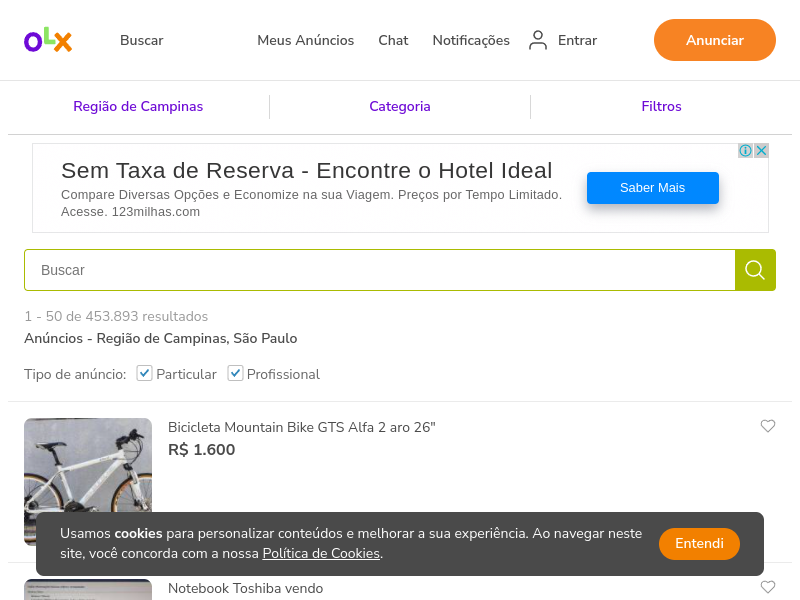 OLX
Buscar
Meus Anúncios
Chat
Notificações
Entrar
Anunciar
Região de Campinas
Categoria
Filtros
Sem Taxa de Reserva - Encontre o Hotel Ideal
Compare Diversas Opções e Economize na sua Viagem. Preços por Tempo Limitado.
Acesse. 123milhas.com
Saber Mais
Buscar
1 - 50 de 453.893 resultados
Anúncios - Região de Campinas, São Paulo
Tipo de anúncio:
Particular
Profissional
Bicicleta Mountain Bike GTS Alfa 2 aro 26"
R$ 1.600
Usamos cookies para personalizar conteúdos e melhorar a sua experiência. Ao navegar neste
site, você concorda com a nossa Política de Cookies.
Entendi
Notebook Toshiba vendo